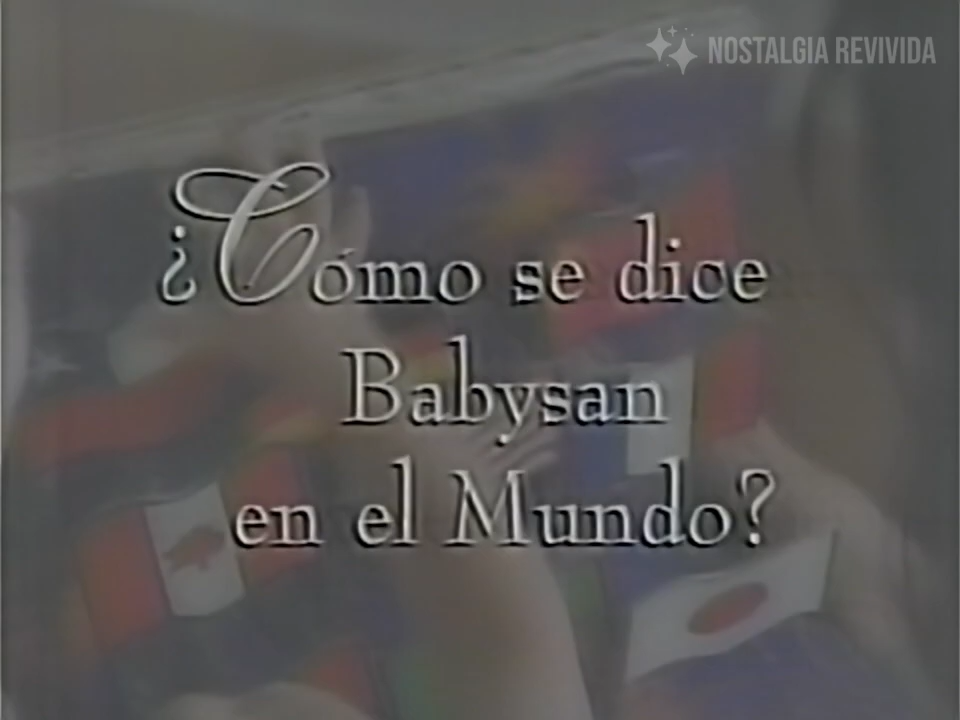 NOSTALGIA REVIVIDA
¿Cómo se dice
Babysan
en el Mundo?